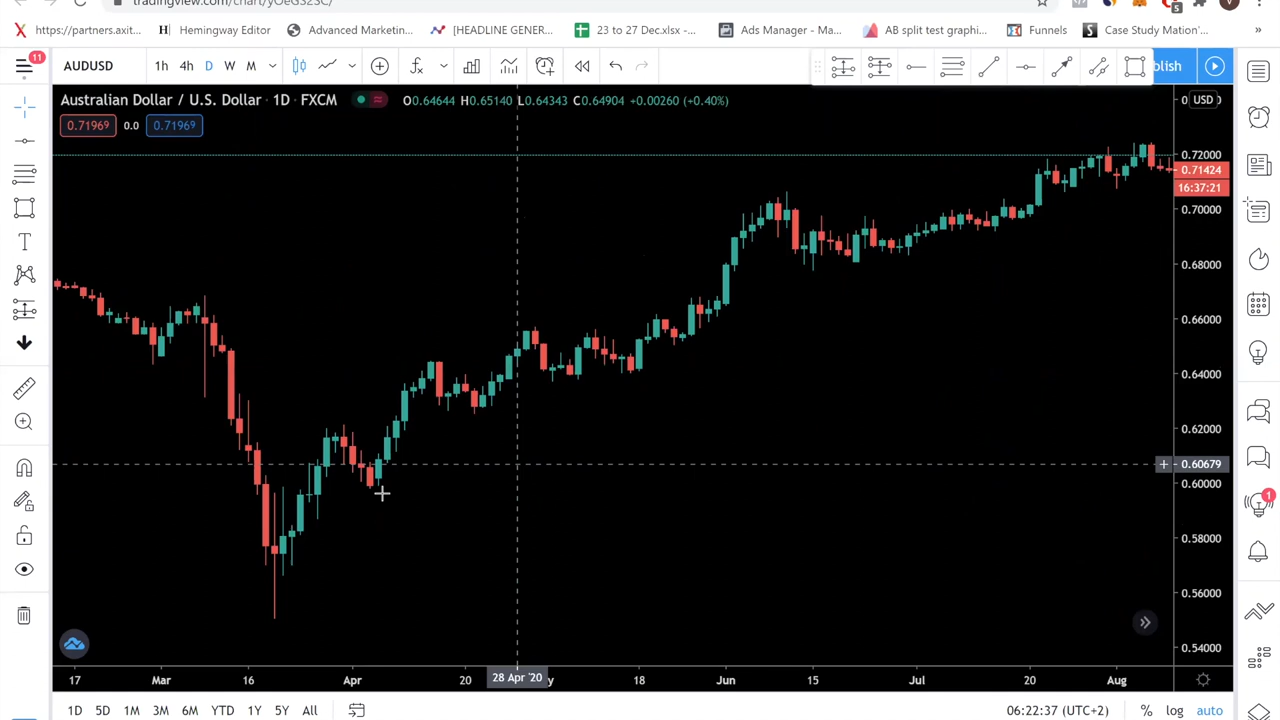 tradingview.com/chart/yOeGS2SC/
5
V
https://partners.axit...
Hemingway Editor
Advanced Marketin...
[HEADLINE GENER...
23 to 27 Dec.xlsx -...
Ads Manager - Ma...
AB split test graphi...
Funnels
Case Study Mation'...
»
11
AUDUSD
1h 4h D W M
blish
Australian Dollar / U.S. Dollar · 1D · FXCM
O0.64644 H0.65140 L0.64343 C0.64904 +0.00260 (+0.40%)
USD
0.71969 0.0 0.71969
0.72000
0.71424
16:37:21
0.70000
0.68000
0.66000
0.64000
0.62000
0.60679
0.60000
0.58000
0.56000
0.54000
1
17 Mar 16 Apr 20 28 Apr '20 y 18 Jun 15 Jul 20 Aug
1D 5D 1M 3M 6M YTD 1Y 5Y All
06:22:37 (UTC+2) % log auto